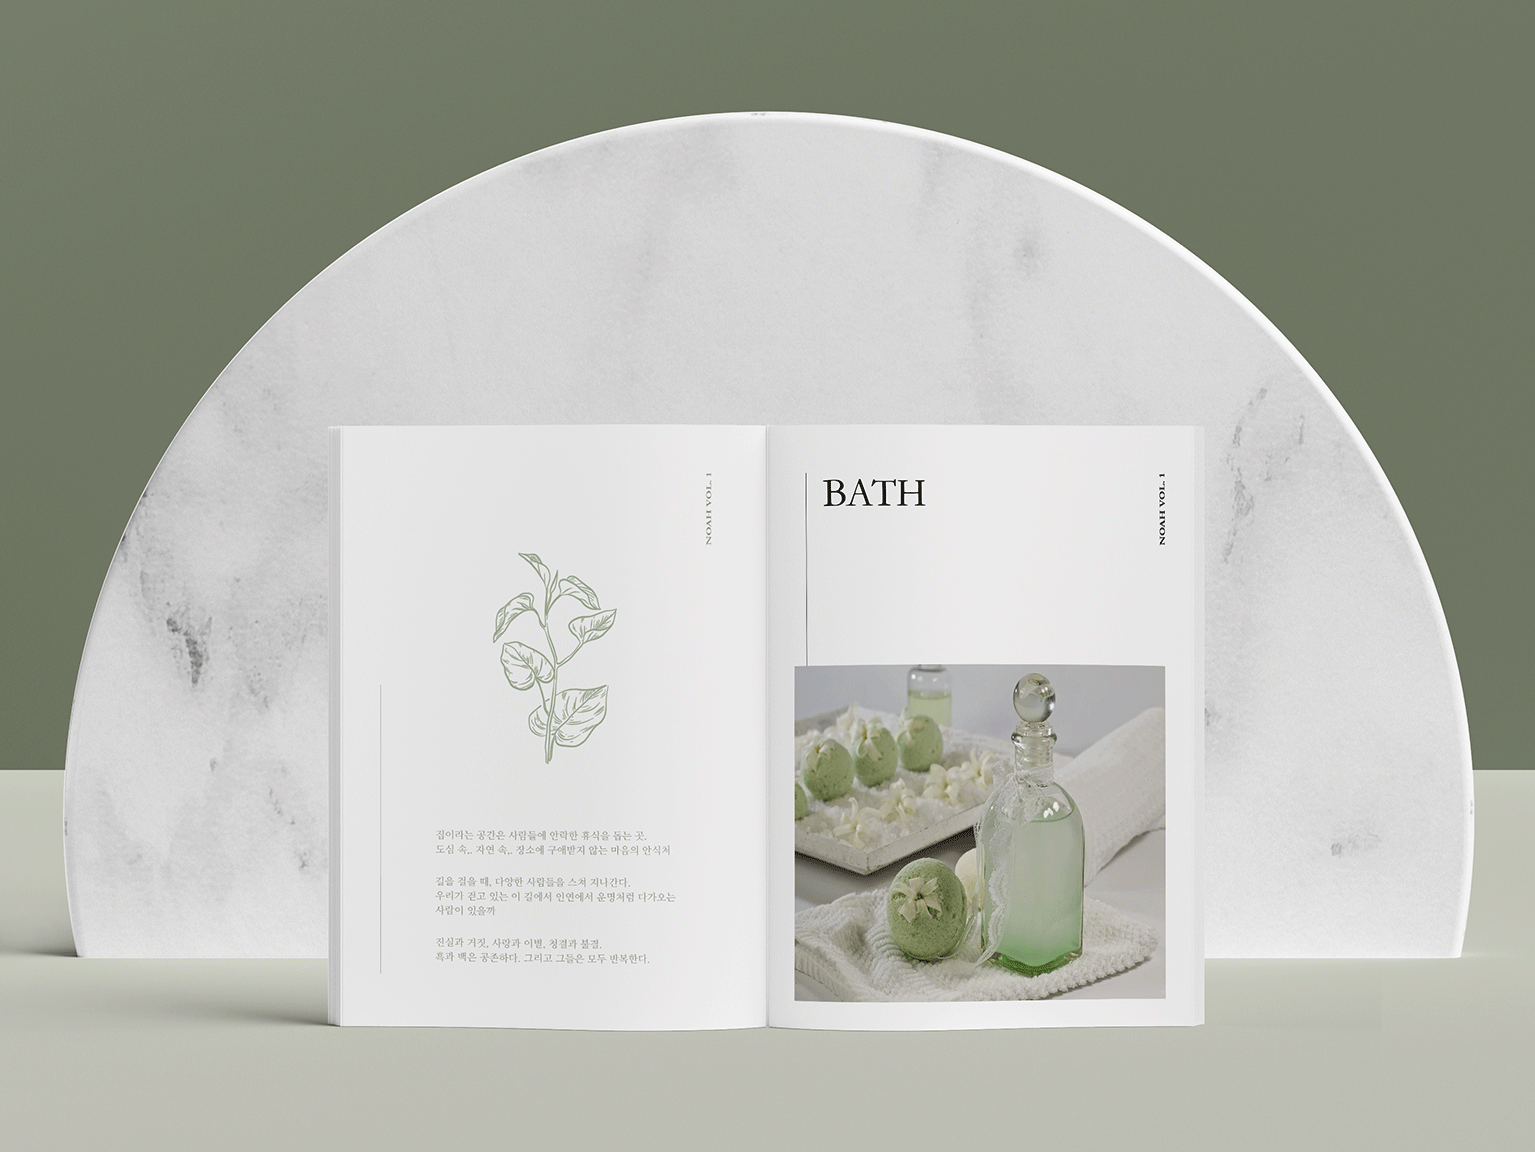 NOAH VOL. 1
집이라는 공간은 사람들에 안락한 휴식을 돕는 곳.
도심 속,. 자연 속,. 장소에 구애받지 않는 마음의 안식처
길을 걸을 때, 다양한 사람들을 스쳐 지나간다.
우리가 걷고 있는 이 길에서 인연에서 운명처럼 다가오는
사람이 있을까
진실과 거짓, 사랑과 이별, 청결과 불결.
흑과 백은 공존하다. 그리고 그들은 모두 반복한다.
BATH
NOAH VOL. 1